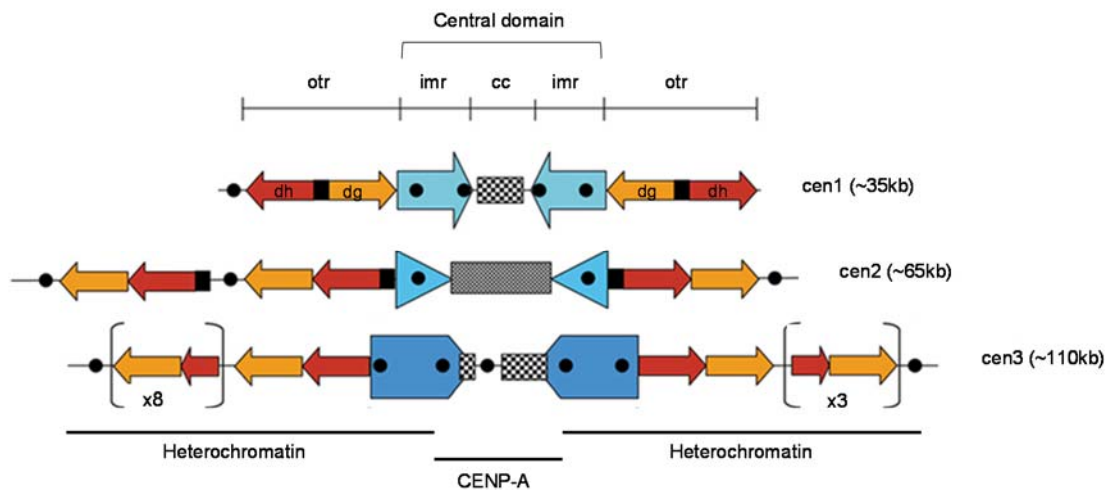 Central domain
otr imr cc imr otr
dh dg dg dh cen1 (~35kb)
cen2 (~65kb)
cen3 (~110kb)
x8 x3
Heterochromatin Heterochromatin
CENP-A